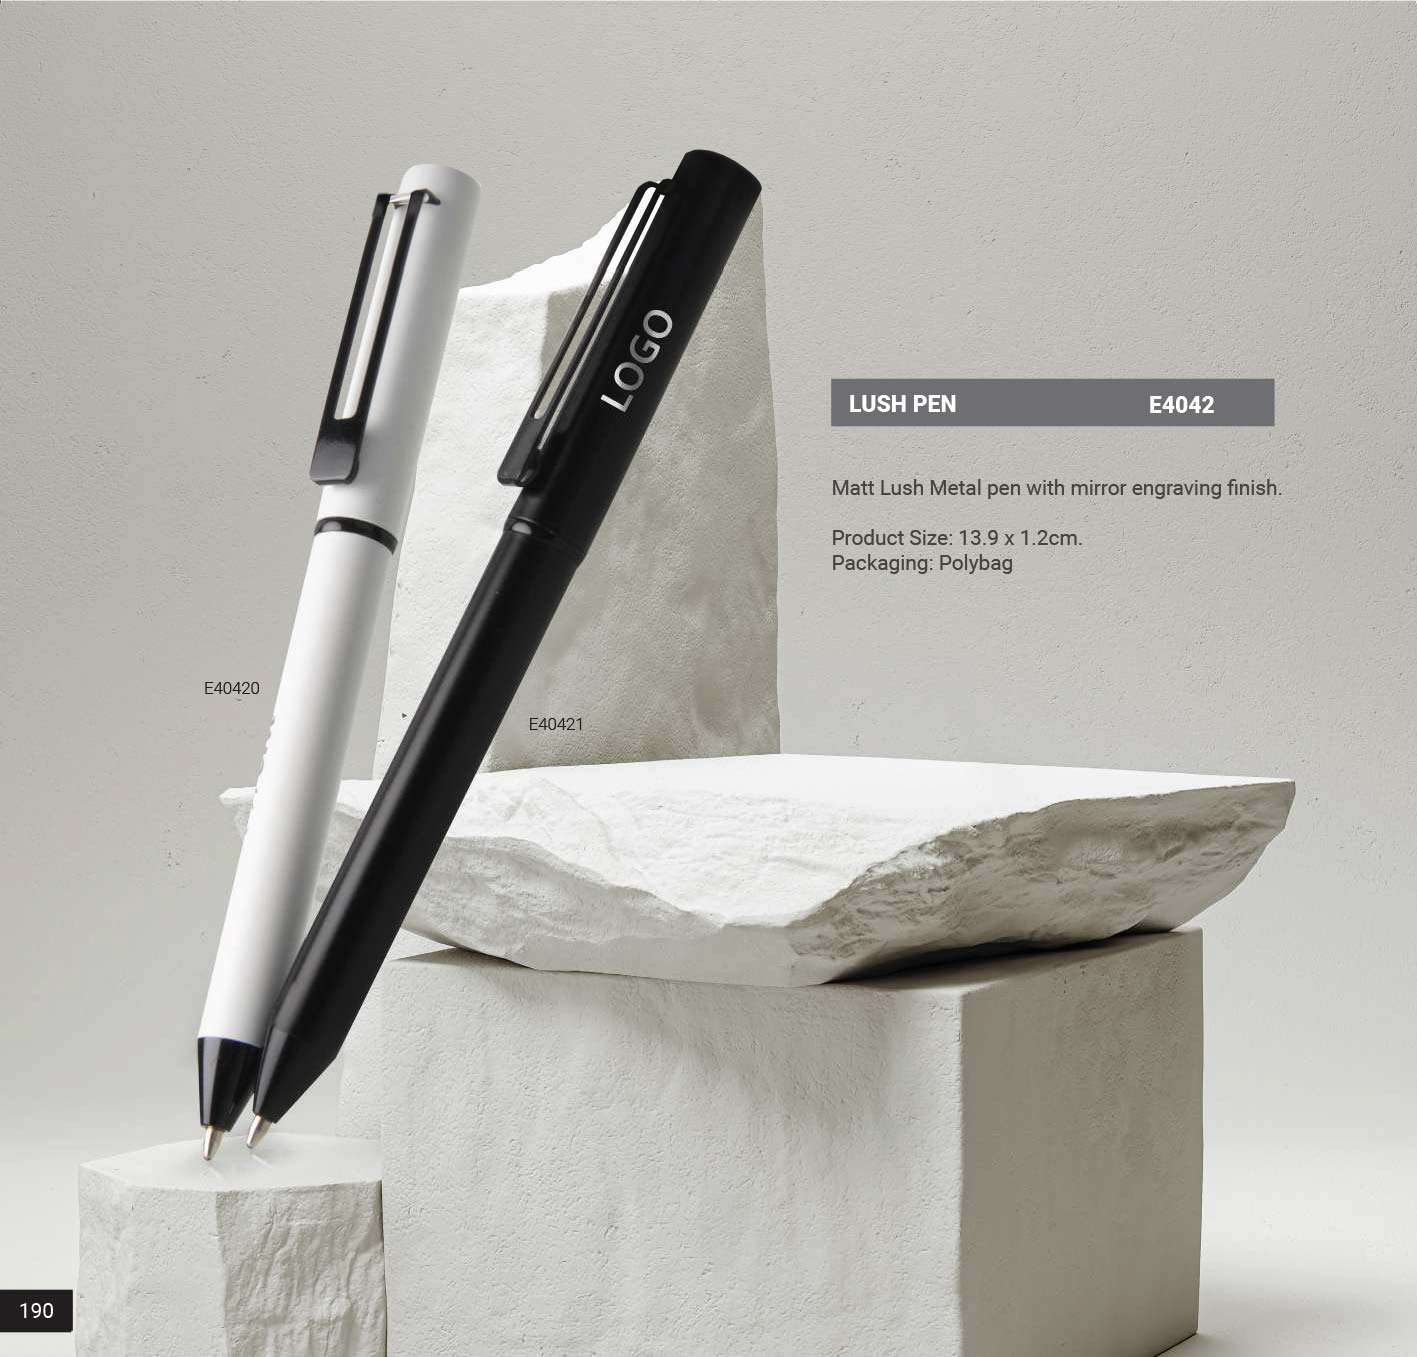 LOGO
LUSH PEN E4042
Matt Lush Metal pen with mirror engraving finish.
Product Size: 13.9 x 1.2cm.
Packaging: Polybag
E40420
E40421
190